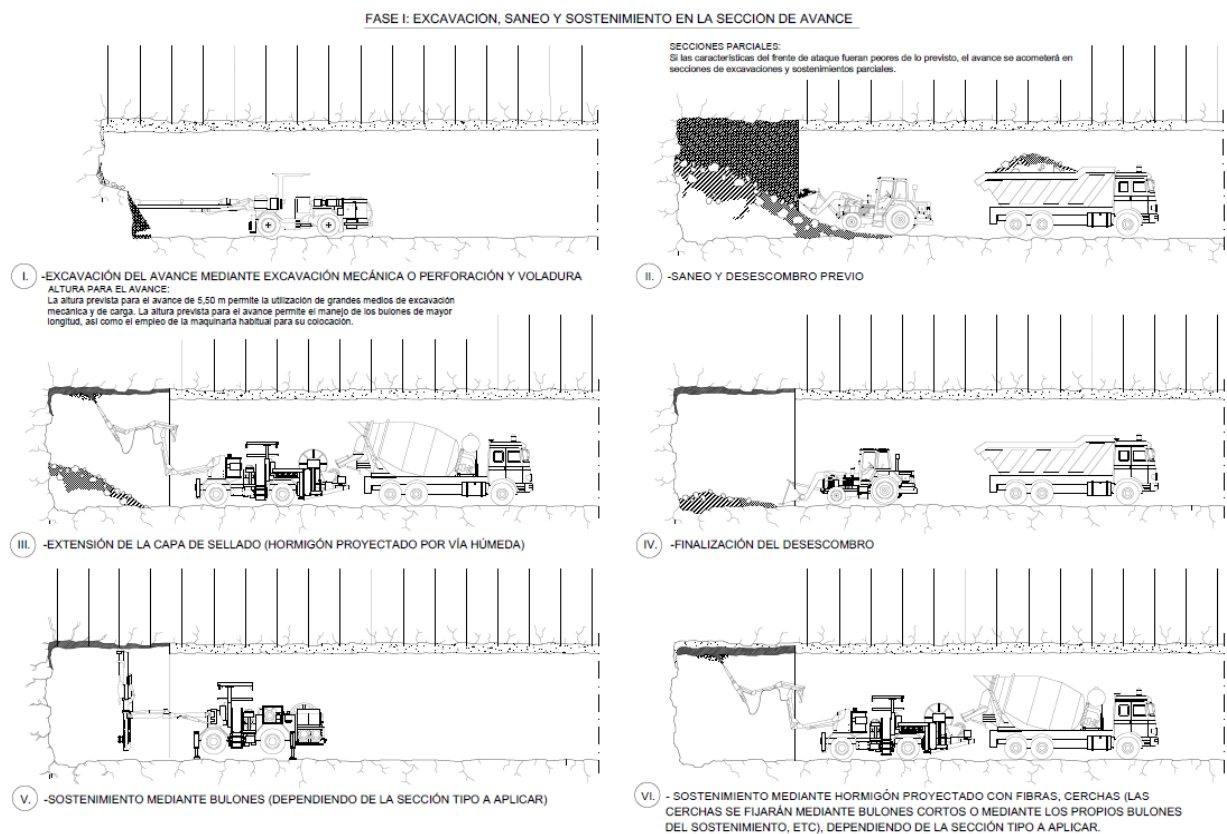 FASE I: EXCAVACION, SANEO Y SOSTENIMIENTO EN LA SECCION DE AVANCE
SECCIONES PARCIALES:
Si las características del frente de ataque fueran peores de lo previsto, el avance se acometerá en
secciones de excavaciones y sostenimientos parciales.
I. -EXCAVACIÓN DEL AVANCE MEDIANTE EXCAVACIÓN MECÁNICA O PERFORACIÓN Y VOLADURA
ALTURA PARA EL AVANCE:
La altura prevista para el avance de 5,50 m permite la utilización de grandes medios de excavación
mecánica y de carga. La altura prevista para el avance permite el manejo de los bulones de mayor
longitud, así como el empleo de la maquinaria habitual para su colocación.
II. -SANEO Y DESESCOMBRO PREVIO
III. -EXTENSIÓN DE LA CAPA DE SELLADO (HORMIGÓN PROYECTADO POR VÍA HÚMEDA)
IV. -FINALIZACIÓN DEL DESESCOMBRO
V. -SOSTENIMIENTO MEDIANTE BULONES (DEPENDIENDO DE LA SECCIÓN TIPO A APLICAR)
VI. - SOSTENIMIENTO MEDIANTE HORMIGÓN PROYECTADO CON FIBRAS, CERCHAS (LAS
CERCHAS SE FIJARÁN MEDIANTE BULONES CORTOS O MEDIANTE LOS PROPIOS BULONES
DEL SOSTENIMIENTO, ETC), DEPENDIENDO DE LA SECCIÓN TIPO A APLICAR.